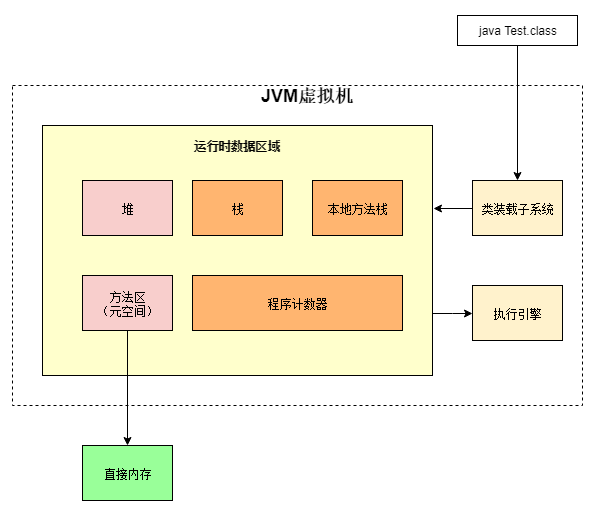 java Test.class
JVM虚拟机
运行时数据区域
堆
栈
本地方法栈
类装载子系统
方法区
（元空间）
程序计数器
执行引擎
直接内存